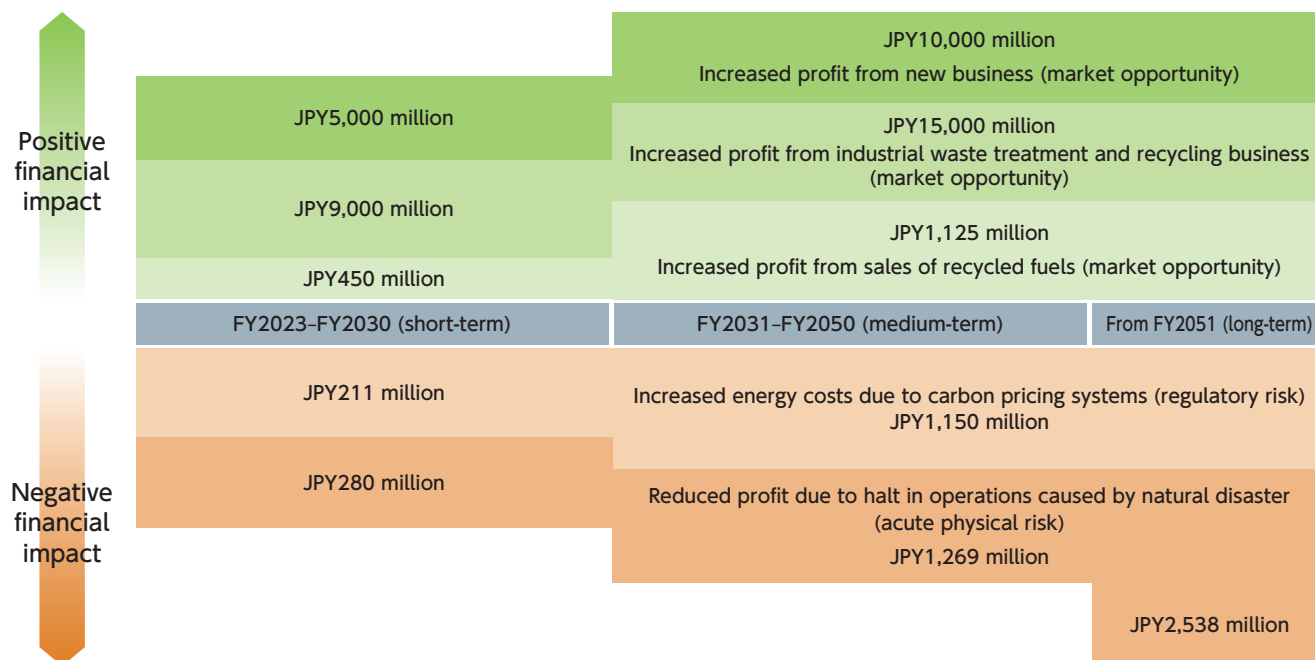 Positive
financial
impact
JPY5,000 million
JPY9,000 million
JPY450 million
JPY10,000 million
Increased profit from new business (market opportunity)
JPY15,000 million
Increased profit from industrial waste treatment and recycling business
(market opportunity)
JPY1,125 million
Increased profit from sales of recycled fuels (market opportunity)
FY2023–FY2030 (short-term)
FY2031–FY2050 (medium-term)
From FY2051 (long-term)
Negative
financial
impact
JPY211 million
JPY280 million
Increased energy costs due to carbon pricing systems (regulatory risk)
JPY1,150 million
Reduced profit due to halt in operations caused by natural disaster
(acute physical risk)
JPY1,269 million
JPY2,538 million